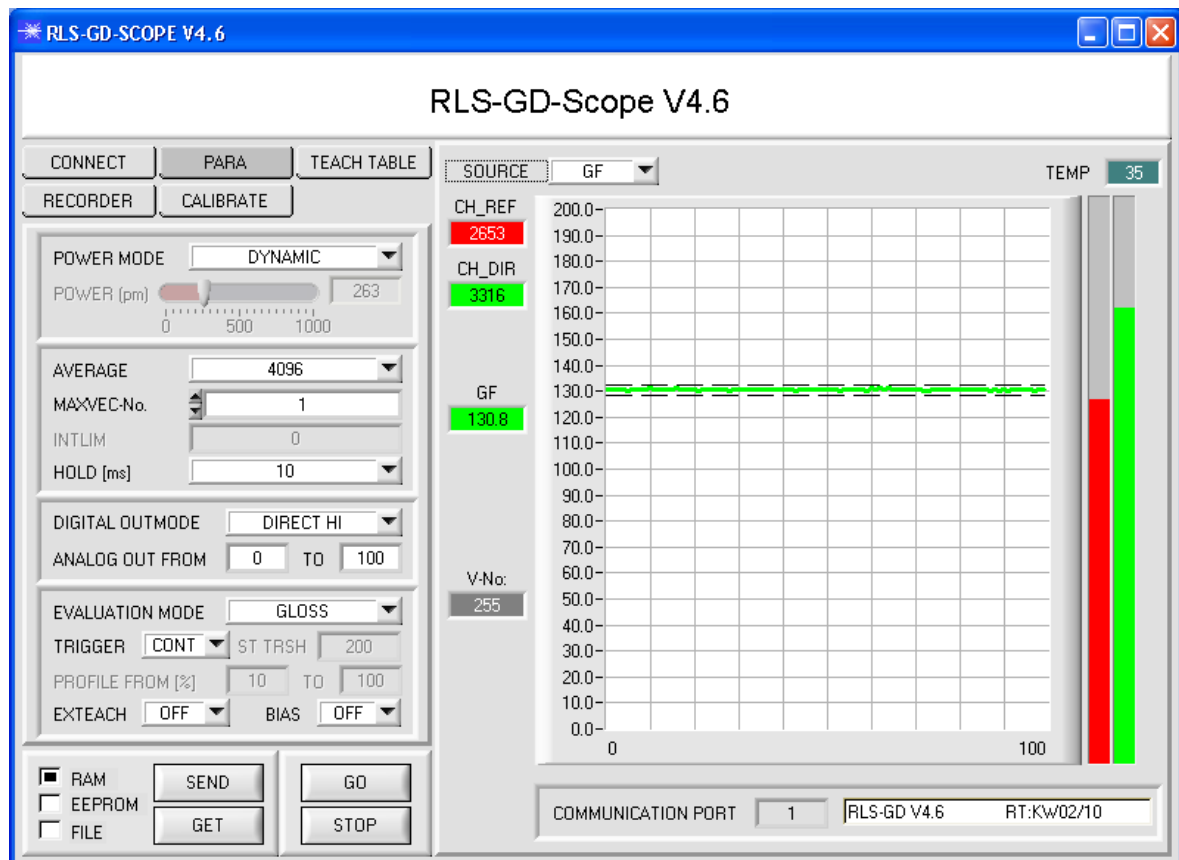 RLS-GD-SCOPE V4.6
RLS-GD-Scope V4.6
CONNECT PARA TEACH TABLE
RECORDER CALIBRATE
POWER MODE DYNAMIC
POWER (pm) 263
0 500 1000
AVERAGE 4096
MAXVEC-No. 1
INTLIM 0
HOLD [ms] 10
DIGITAL OUTMODE DIRECT HI
ANALOG OUT FROM 0 TO 100
EVALUATION MODE GLOSS
TRIGGER CONT ST TRSH 200
PROFILE FROM [%] 10 TO 100
EXTEACH OFF BIAS OFF
RAM
EEPROM
FILE
SEND
GET
GO
STOP
SOURCE GF
TEMP 35
CH_REF
2653
CH_DIR
3316
GF
130.8
V-No:
255
200.0
190.0
180.0
170.0
160.0
150.0
140.0
130.0
120.0
110.0
100.0
90.0
80.0
70.0
60.0
50.0
40.0
30.0
20.0
10.0
0.0
0 100
COMMUNICATION PORT 1 RLS-GD V4.6 RT:KW02/10